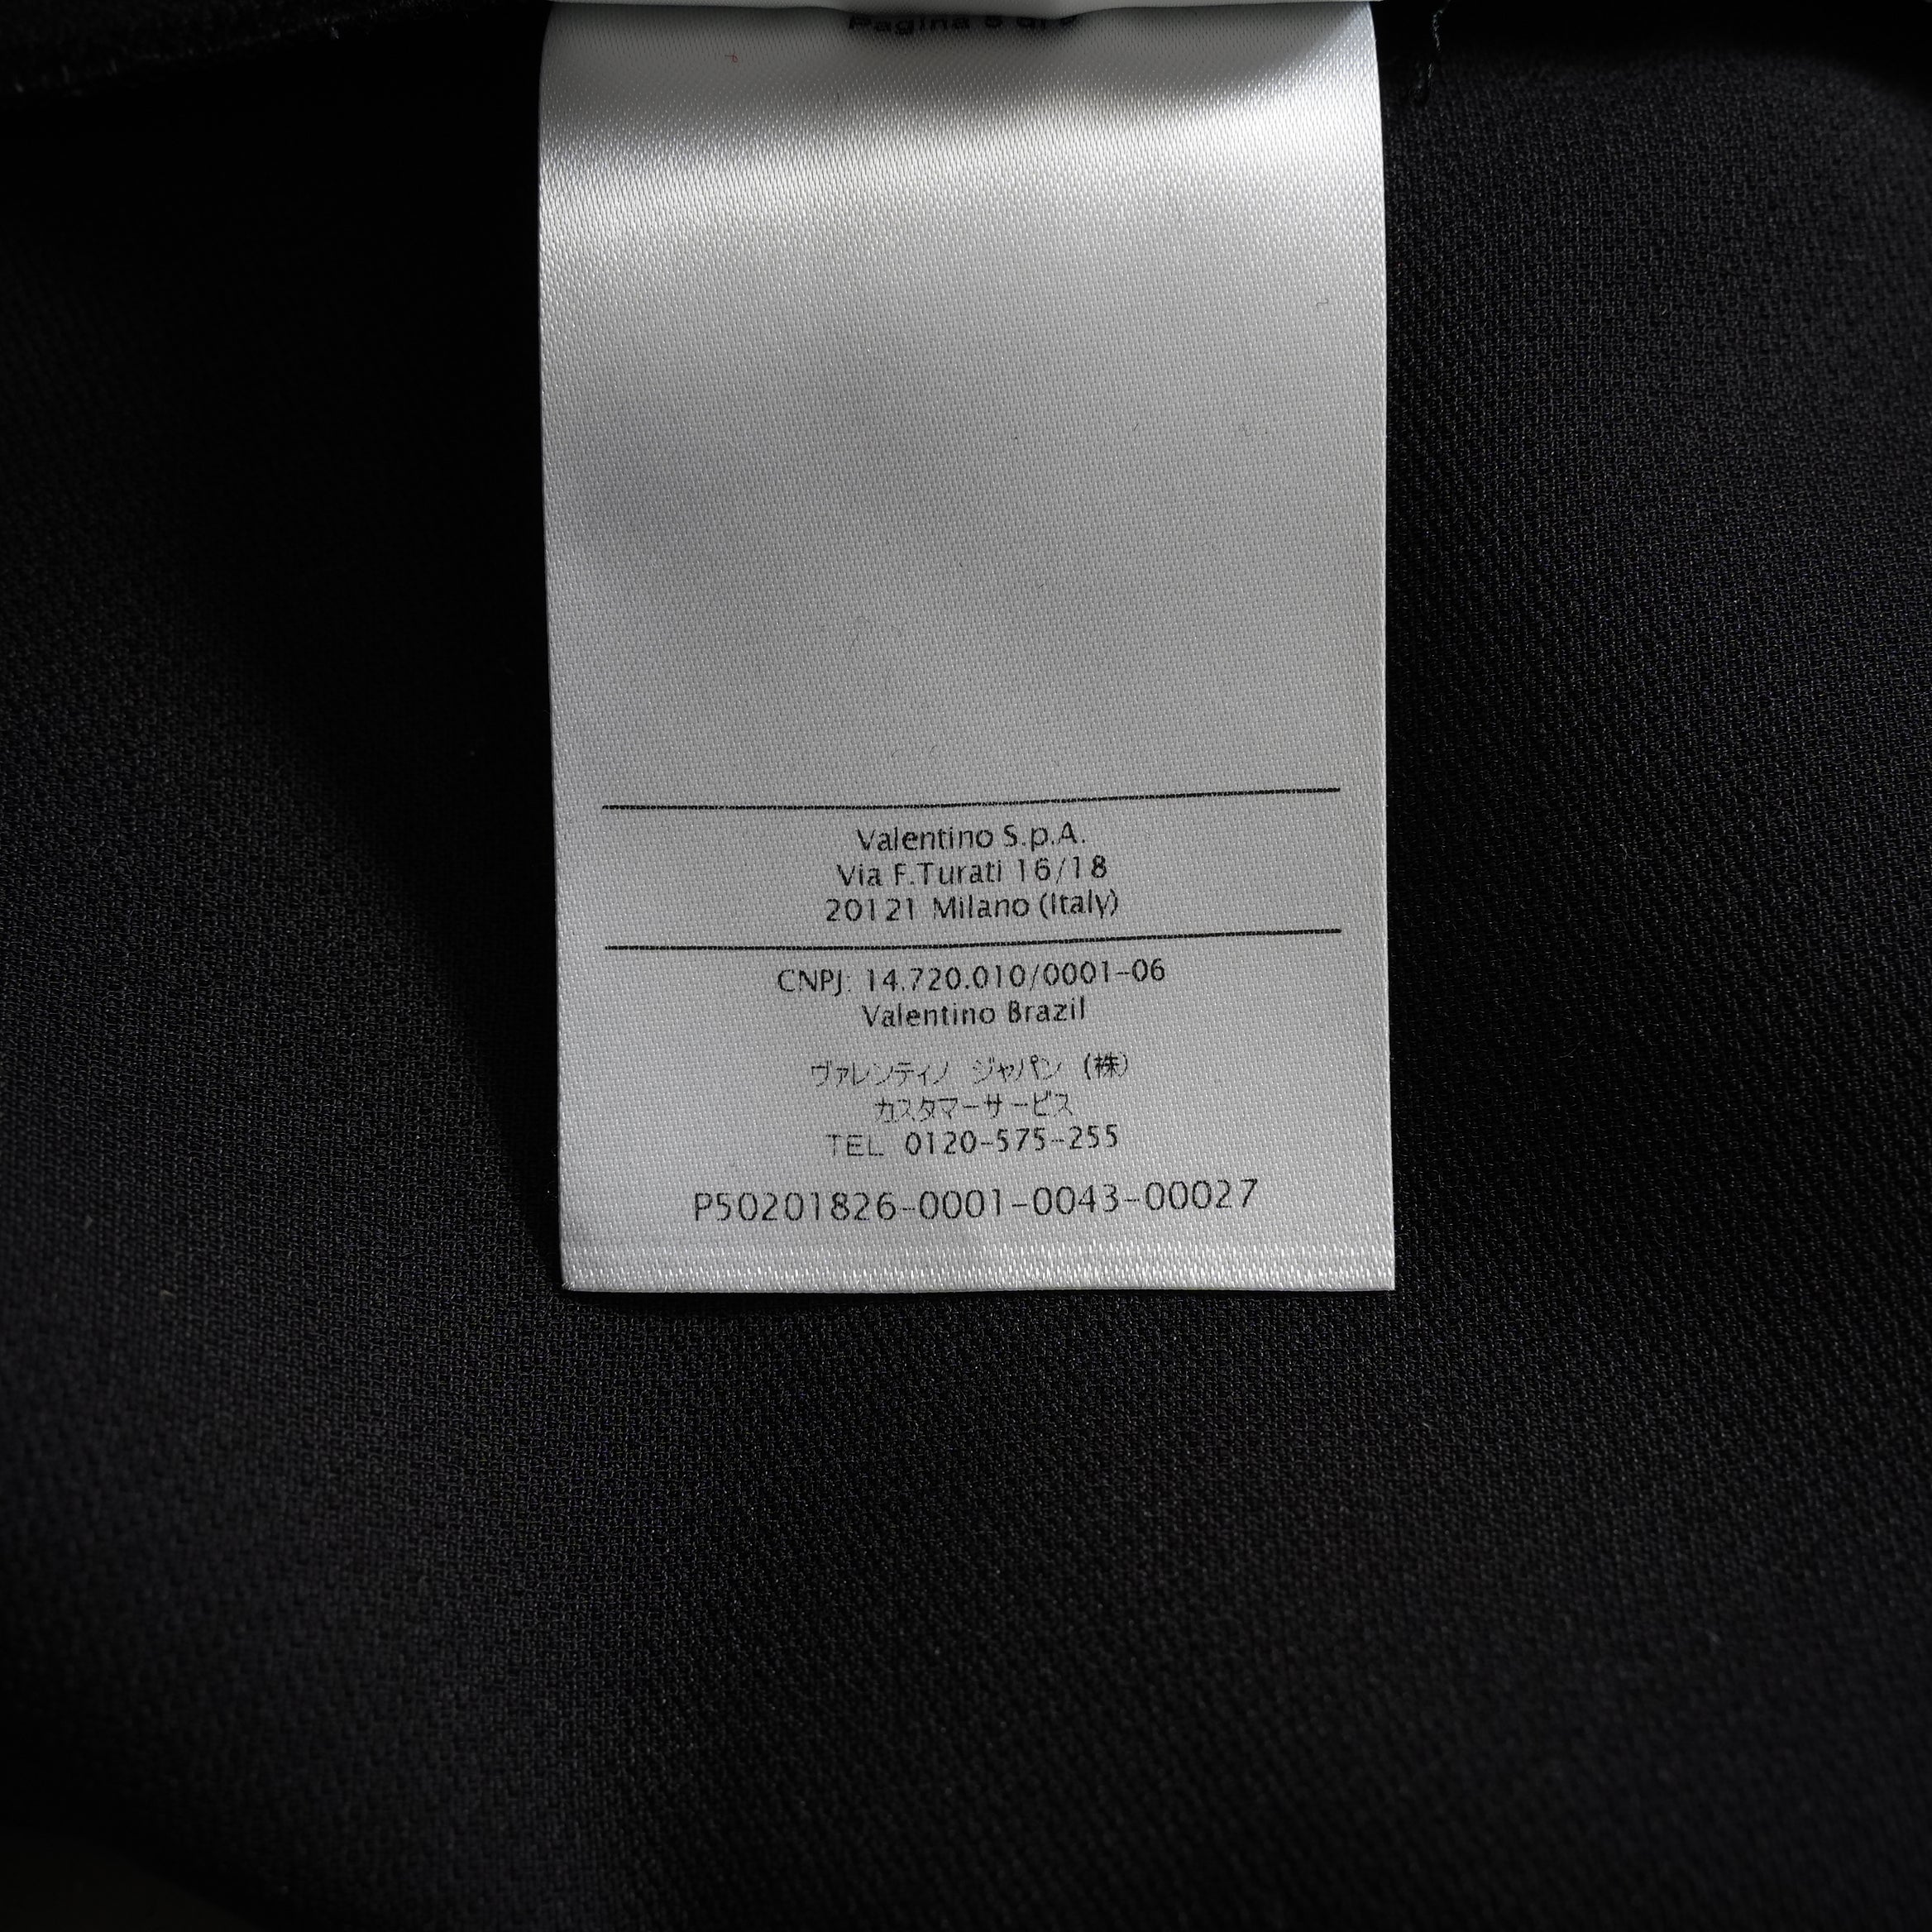 Pagina
Valentino S.p.A.
Via F.Turati 16/18
20121 Milano (Italy)
CNPJ: 14.720.010/0001-06
Valentino Brazil
ヴァレンティノ ジャパン (株)
カスタマーサービス
TEL 0120-575-255
P50201826-0001-0043-00027